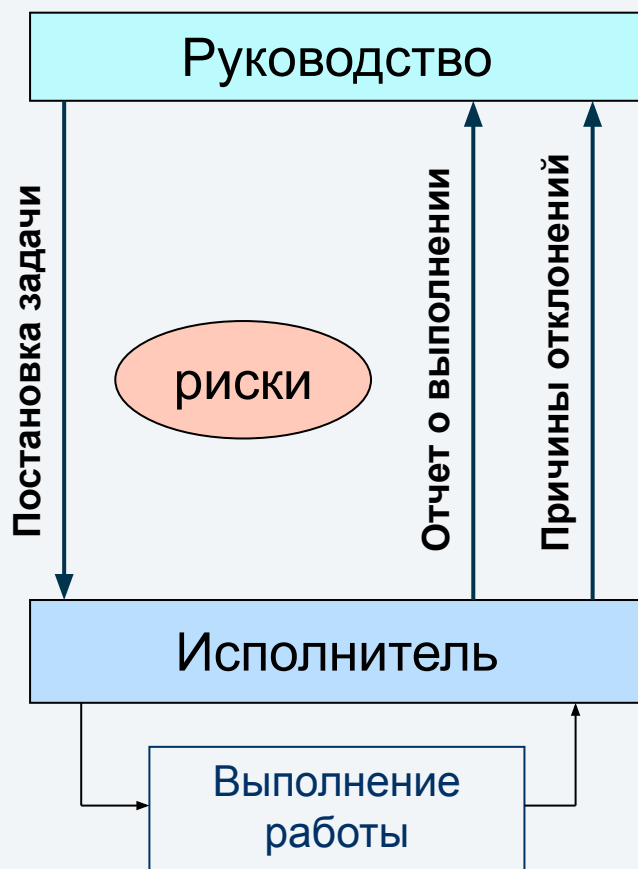 Руководство
Постановка задачи
риски
Отчет о выполнении
Причины отклонений
Исполнитель
Выполнение
работы